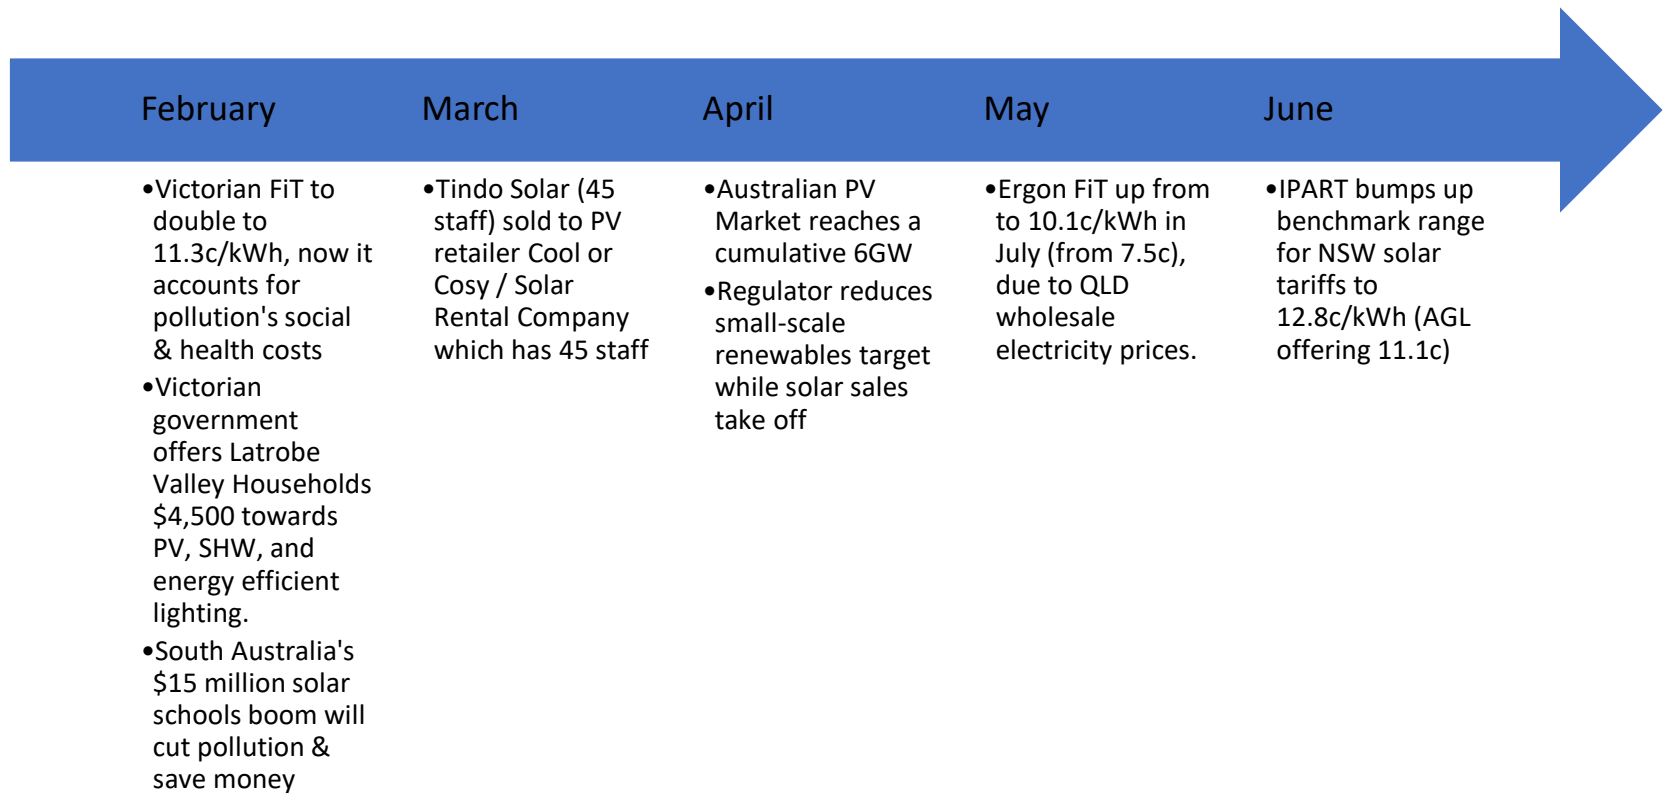 February
•Victorian FiT to
double to
11.3c/kWh, now it
accounts for
pollution's social
& health costs
•Victorian
government
offers Latrobe
Valley Households
$4,500 towards
PV, SHW, and
energy efficient
lighting.
•South Australia's
$15 million solar
schools boom will
cut pollution &
save money
March
•Tindo Solar (45
staff) sold to PV
retailer Cool or
Cosy / Solar
Rental Company
which has 45 staff
April
•Australian PV
Market reaches a
cumulative 6GW
•Regulator reduces
small-scale
renewables target
while solar sales
take off
May
•Ergon FiT up from
to 10.1c/kWh in
July (from 7.5c),
due to QLD
wholesale
electricity prices.
June
•IPART bumps up
benchmark range
for NSW solar
tariffs to
12.8c/kWh (AGL
offering 11.1c)